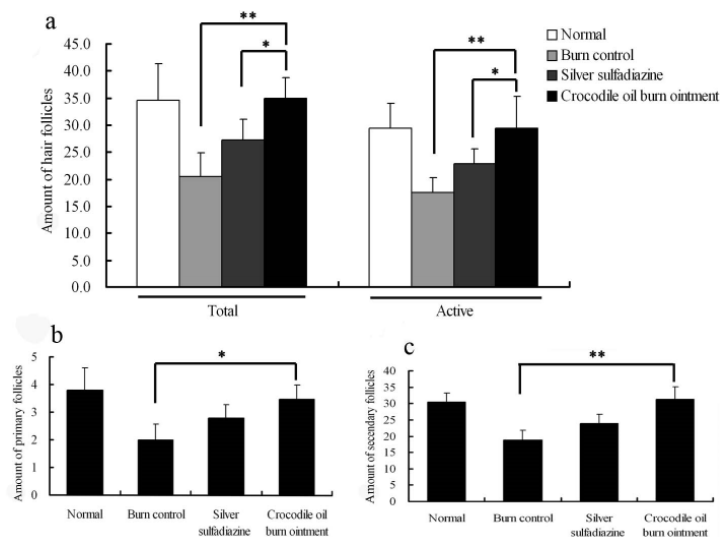 a
**
*
**
*
Normal
Burn control
Silver sulfadiazine
Crocodile oil burn ointment
Amount of hair follicles
45.0
40.0
35.0
30.0
25.0
20.0
15.0
10.0
5.0
0.0
Total
Active
b
*
Amount of primary follicles
5
4
3
2
1
0
Normal
Burn control
Silver
sulfadiazine
Crocodile oil
burn ointment
c
**
Amount of secendary follicles
40
35
30
25
20
15
10
5
0
Normal
Burn control
Silver
sulfadiazine
Crocodile oil
burn ointment